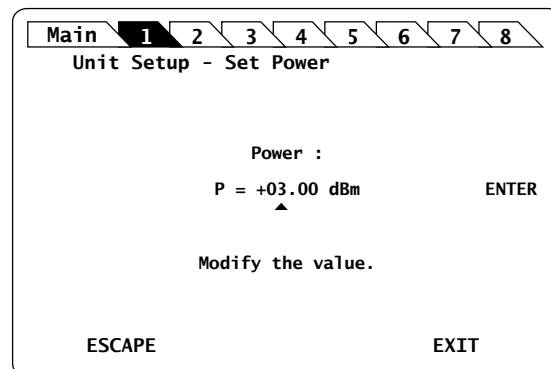 Main 1 2 3 4 5 6 7 8
Unit Setup - Set Power
Power :
P = +03.00 dBm ENTER
Modify the value.
ESCAPE EXIT